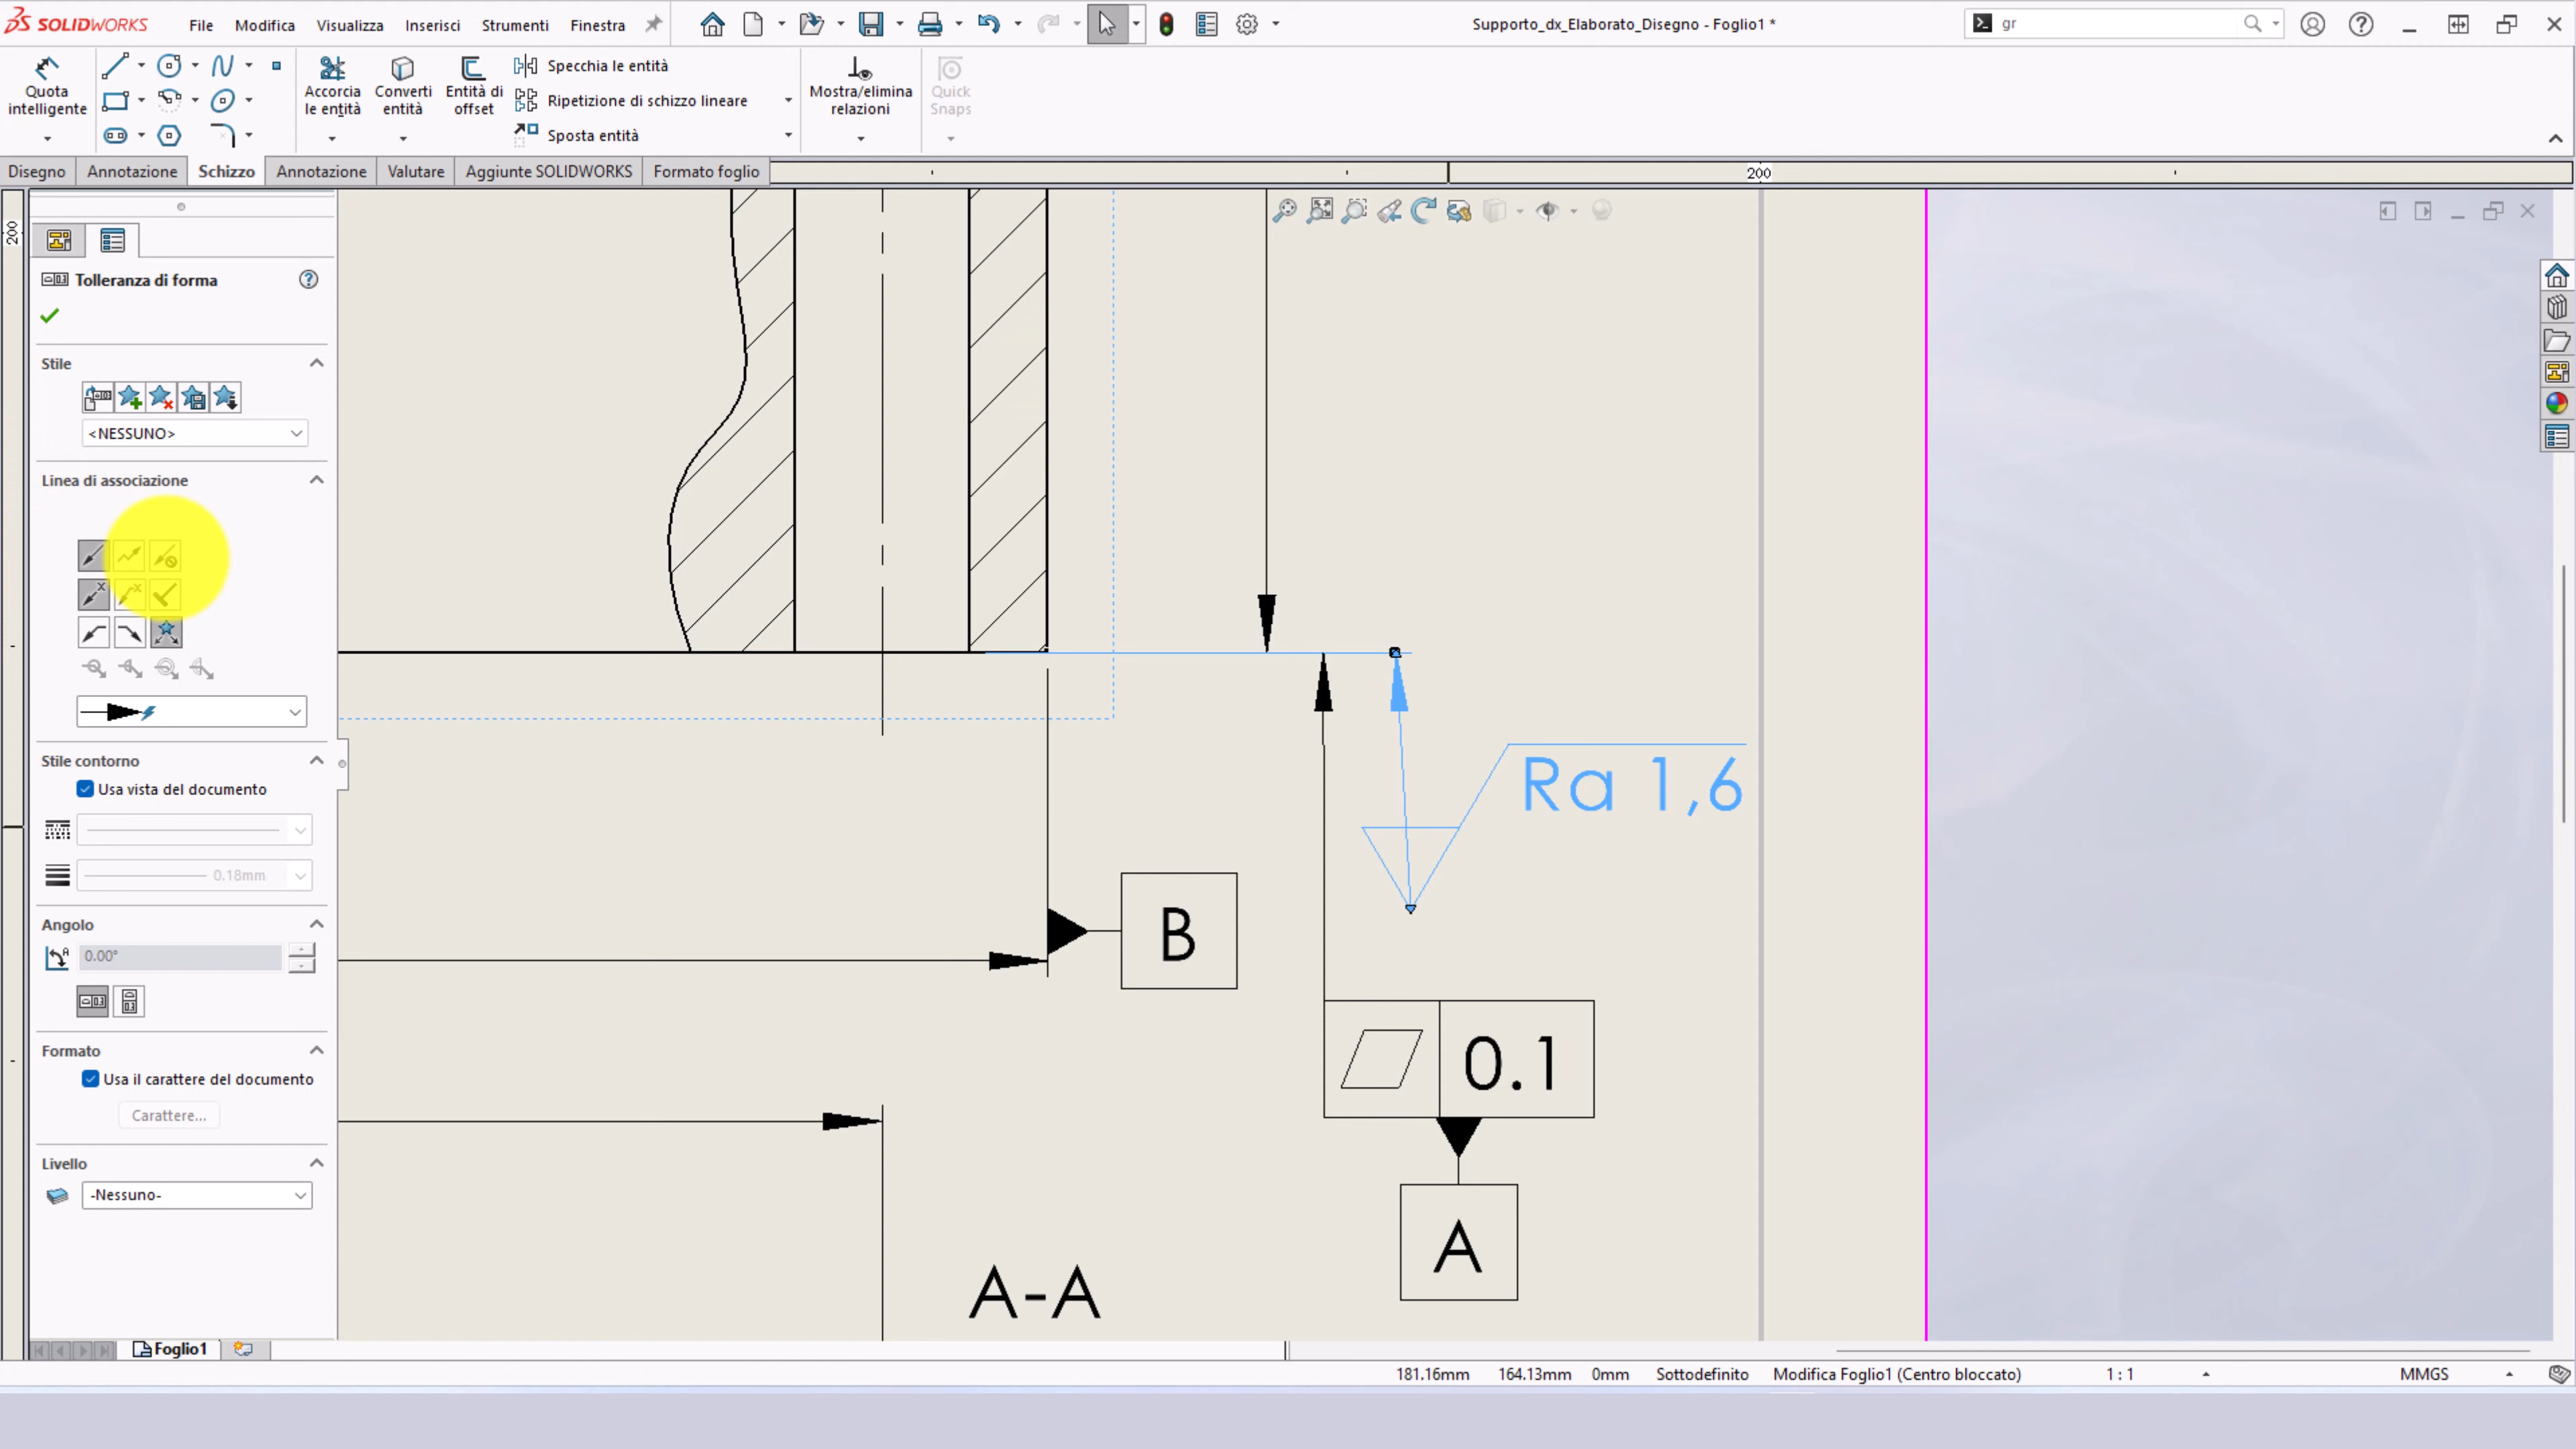 SOLIDWORKS File Modifica Visualizza Inserisci Strumenti Finestra Supporto_dx_Elaborato_Disegno - Foglio1 * gr
Quota intelligente
Accorcia le entità
Converti entità
Entità di offset
Specchia le entità
Ripetizione di schizzo lineare
Sposta entità
Mostra/elimina relazioni
Quick Snaps
Disegno Annotazione Schizzo Annotazione Valutare Aggiunte SOLIDWORKS Formato foglio
200
200
Tolleranza di forma
Stile
<NESSUNO>
Linea di associazione
Stile contorno
Usa vista del documento
0.18mm
Angolo
0.00°
Formato
Usa il carattere del documento
Carattere...
Livello
-Nessuno-
Ra 1,6
B
0.1
A
A-A
Foglio1
181.16mm 164.13mm 0mm Sottodefinito Modifica Foglio1 (Centro bloccato) 1 : 1 MMGS